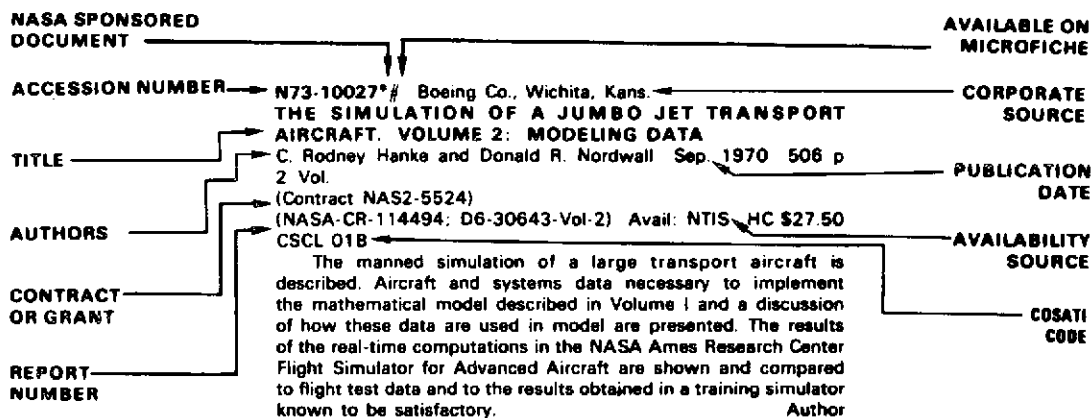 NASA SPONSORED
DOCUMENT
AVAILABLE ON
MICROFICHE
ACCESSION NUMBER
N73-10027*# Boeing Co., Wichita, Kans.
CORPORATE
SOURCE
THE SIMULATION OF A JUMBO JET TRANSPORT
AIRCRAFT. VOLUME 2: MODELING DATA
TITLE
C. Rodney Hanke and Donald R. Nordwall Sep. 1970 506 p
2 Vol.
PUBLICATION
DATE
(Contract NAS2-5524)
AUTHORS
(NASA-CR-114494; D6-30643-Vol-2) Avail: NTIS HC $27.50
CSCL 01B
AVAILABILITY
SOURCE
The manned simulation of a large transport aircraft is
described. Aircraft and systems data necessary to implement
CONTRACT
OR GRANT
the mathematical model described in Volume I and a discussion
of how these data are used in model are presented. The results
COSATI
CODE
of the real-time computations in the NASA Ames Research Center
Flight Simulator for Advanced Aircraft are shown and compared
REPORT
NUMBER
to flight test data and to the results obtained in a training simulator
known to be satisfactory. Author